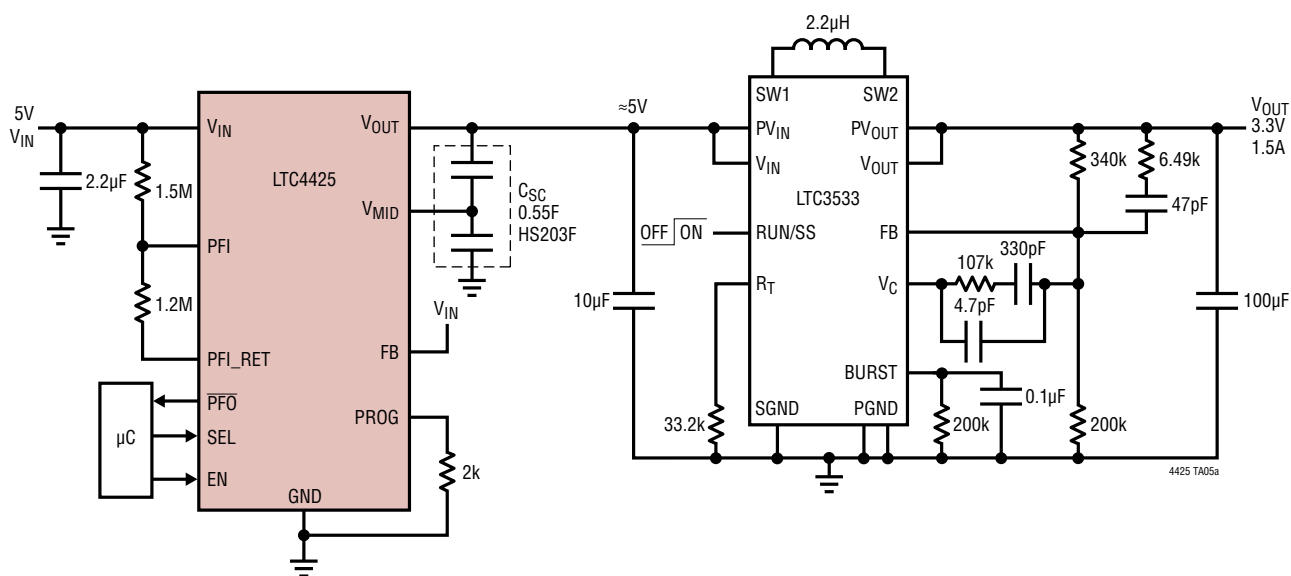 2.2µH
5V
VIN
2.2µF
1.5M
1.2M
VIN
PFI
PFI_RET
PFO
SEL
EN
µC
LTC4425
VOUT
VMID
FB
PROG
GND
VIN
2k
CSC
0.55F
HS203F
≈5V
10µF
OFF ON
33.2k
SW1 SW2
PVIN PVOUT
VIN VOUT
LTC3533
RUN/SS FB
RT VC
BURST
SGND PGND
340k
6.49k
47pF
330pF
107k
4.7pF
0.1µF
200k
200k
100µF
VOUT
3.3V
1.5A
4425 TA05a